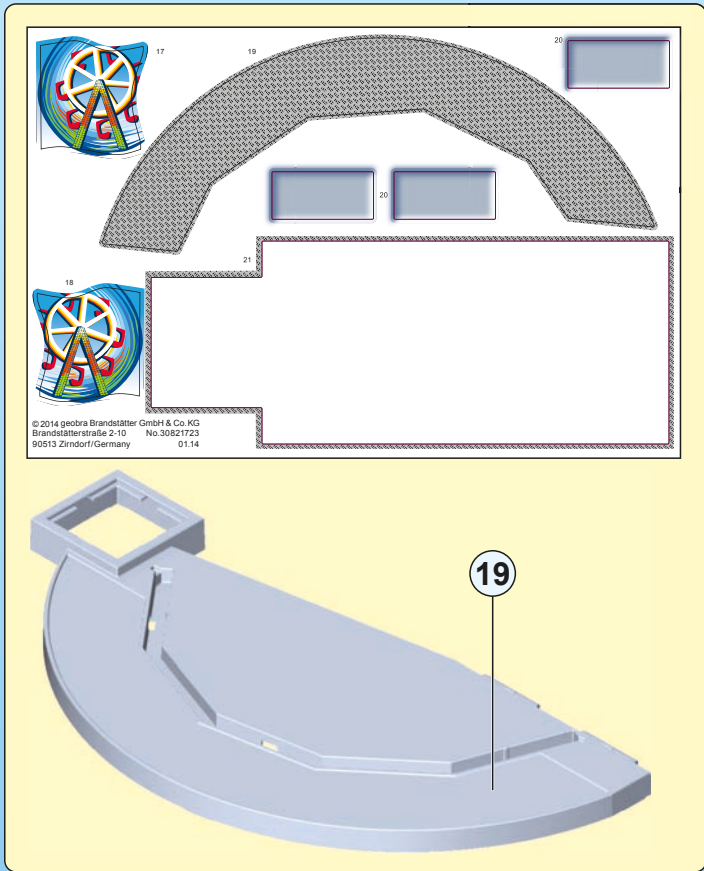 17
19
20
20
21
18
© 2014 geobra Brandstätter GmbH & Co. KG
Brandstätterstraße 2-10 No.30821723
90513 Zirndorf/Germany 01.14
19